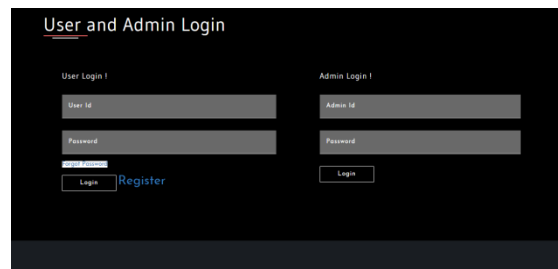 User and Admin Login
User Login !
User Id
Password
Forgot Password
Login Register
Admin Login !
Admin Id
Password
Login